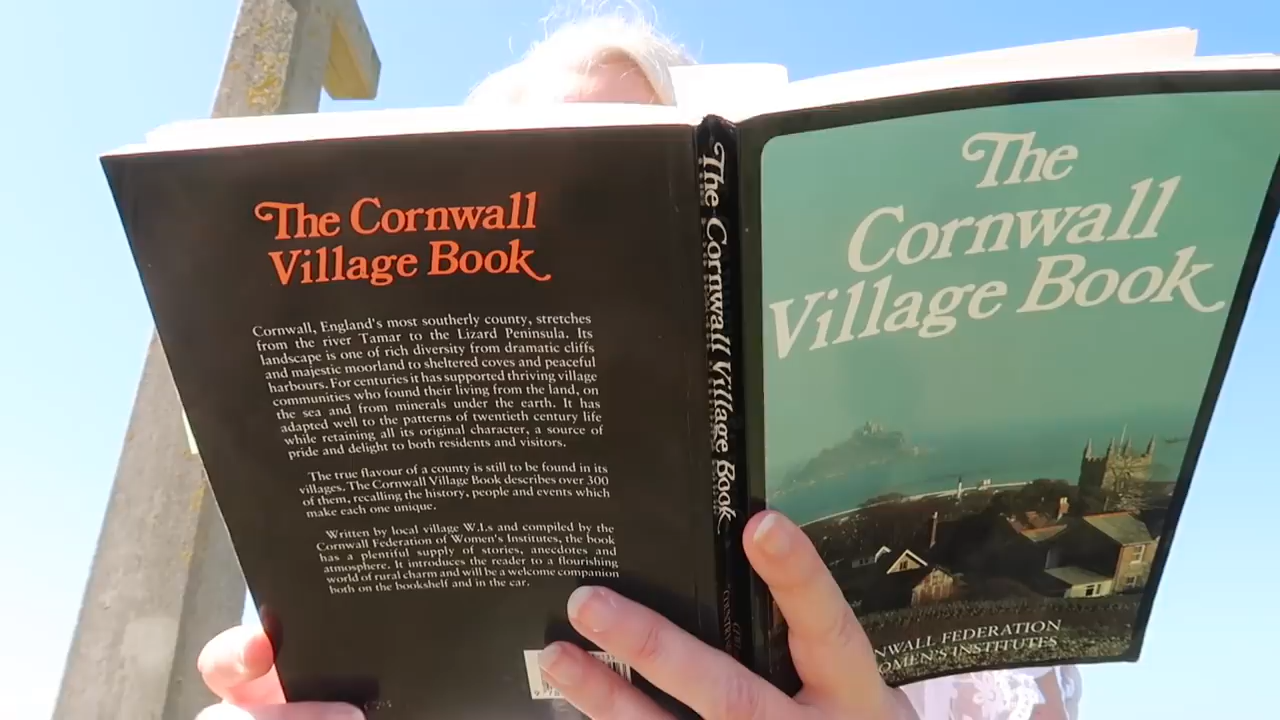 The Cornwall
Village Book
Cornwall, England's most southerly county, stretches
from the river Tamar to the Lizard Peninsula. Its
landscape is one of rich diversity from dramatic cliffs
and majestic moorland to sheltered coves and peaceful
harbours. For centuries it has supported thriving village
communities who found their living from the land, on
the sea and from minerals under the earth. It has
adapted well to the patterns of twentieth century life
while retaining all its original character, a source of
pride and delight to both residents and visitors.
The true flavour of a county is still to be found in its
villages. The Cornwall Village Book describes over 300
of them, recalling the history, people and events which
make each one unique.
Written by local village W.I.s and compiled by the
Cornwall Federation of Women's Institutes, the book
has a plentiful supply of stories, anecdotes and
atmosphere. It introduces the reader to a flourishing
world of rural charm and will be a welcome companion
both on the bookshelf and in the car.
The Cornwall Village Book
The
Cornwall
Village Book
NWALL FEDERATION
OMEN'S INSTITUTES